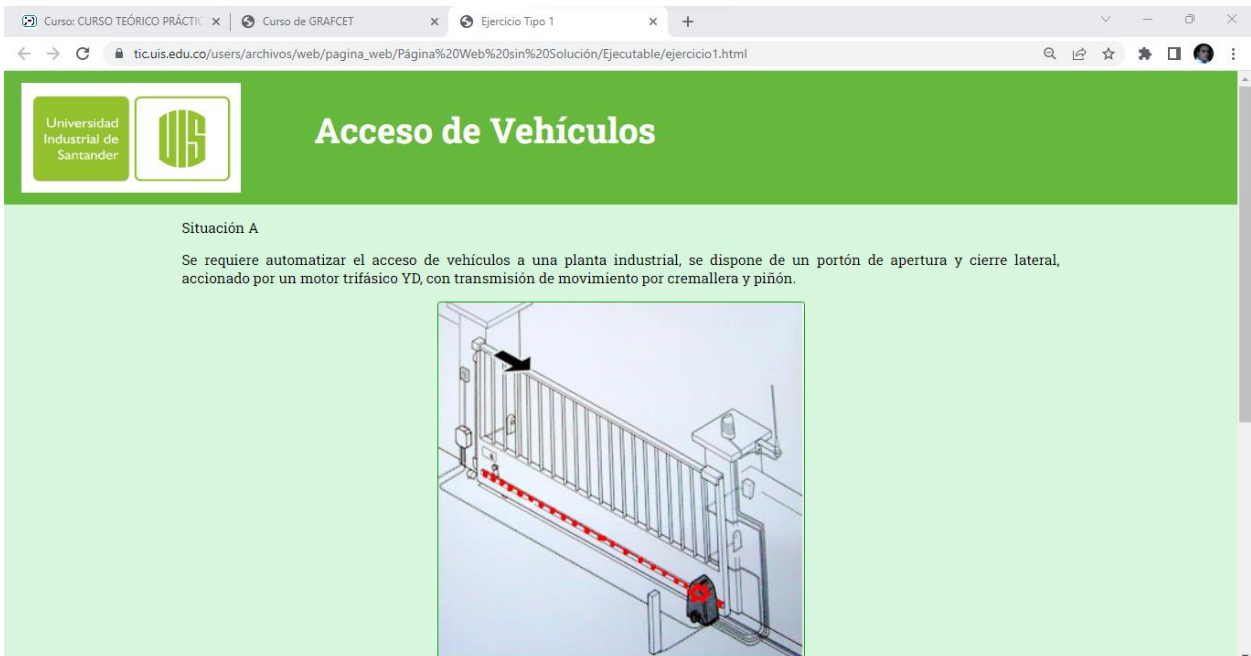 Curso: CURSO TEÓRICO PRÁCTIC
Curso de GRAFCET
Ejercicio Tipo 1
tic.uis.edu.co/users/archivos/web/pagina_web/Página%20Web%20sin%20Solución/Ejecutable/ejercicio1.html
Universidad
Industrial de
Santander
UIS
Acceso de Vehículos
Situación A
Se requiere automatizar el acceso de vehículos a una planta industrial, se dispone de un portón de apertura y cierre lateral,
accionado por un motor trifásico YD, con transmisión de movimiento por cremallera y piñón.